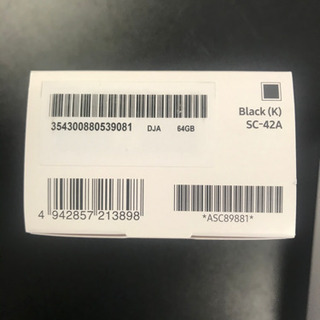 Black (K)
SC-42A
354300880539081 DJA 64GB
4 942857 213898
*ASC89881*